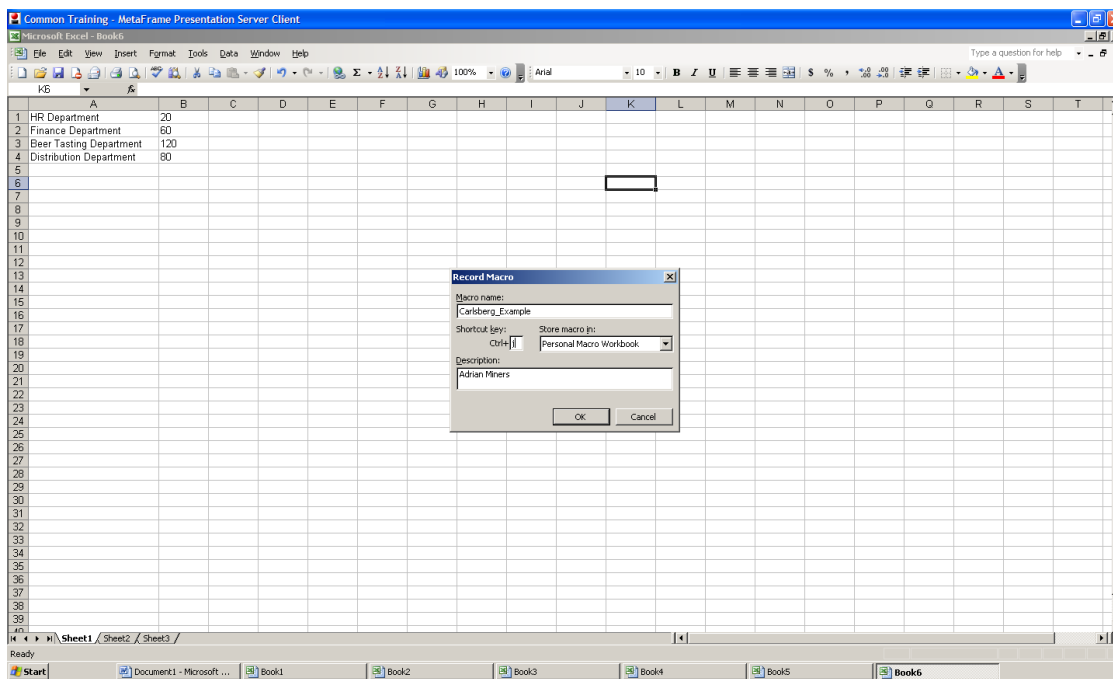 Common Training - MetaFrame Presentation Server Client
Microsoft Excel - Book6
File Edit View Insert Format Tools Data Window Help Type a question for help
100% Arial 10 B I U $ % ,
K6 fx
A B C D E F G H I J K L M N O P Q R S T
1 HR Department 20
2 Finance Department 60
3 Beer Tasting Department 120
4 Distribution Department 80
5
6
7
8
9
10
11
12
13
14
15
16
17
18
19
20
21
22
23
24
25
26
27
28
29
30
31
32
33
34
35
36
37
38
39
Record Macro
Macro name:
Carlsberg_Example
Shortcut key: Store macro in:
Ctrl+j Personal Macro Workbook
Description:
Adrian Miners
OK Cancel
Sheet1 Sheet2 Sheet3
Ready
Start Document1 - Microsoft ... Book1 Book2 Book3 Book4 Book5 Book6